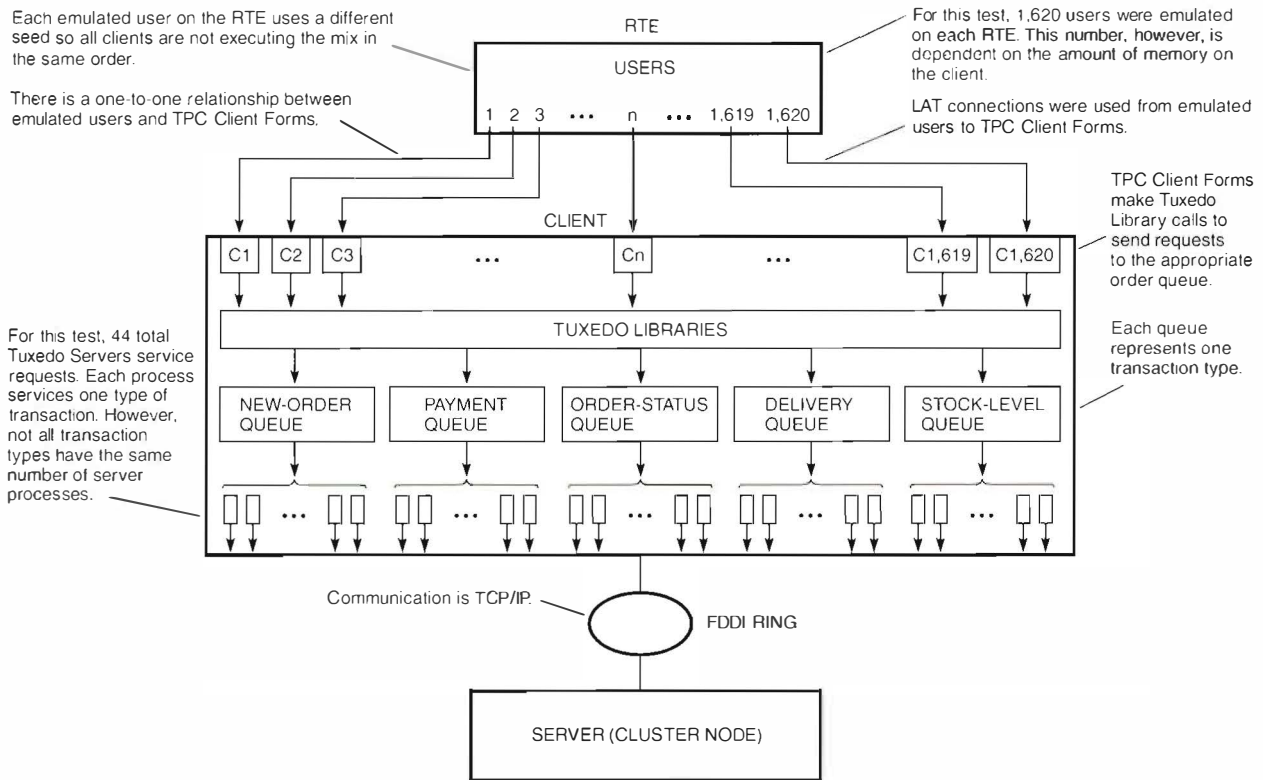 Each emulated user on the RTE uses a different
seed so all clients are not executing the mix in
the same order.
There is a one-to-one relationship between
emulated users and TPC Client Forms.
RTE
USERS
1 2 3 ••• n ••• 1,619 1,620
For this test, 1,620 users were emulated
on each RTE. This number, however, is
dependent on the amount of memory on
the client.
LAT connections were used from emulated
users to TPC Client Forms.
TPC Client Forms
make Tuxedo
Library calls to
send requests
to the appropriate
order queue.
CLIENT
C1 C2 C3 ••• Cn ••• C1,619 C1,620
TUXEDO LIBRARIES
Each queue
represents one
transaction type.
For this test, 44 total
Tuxedo Servers service
requests. Each process
services one type of
transaction. However,
not all transaction
types have the same
number of server
processes.
NEW-ORDER
QUEUE
PAYMENT
QUEUE
ORDER-STATUS
QUEUE
DELIVERY
QUEUE
STOCK-LEVEL
QUEUE
••• ••• ••• ••• •••
Communication is TCP/IP.
FDDI RING
SERVER (CLUSTER NODE)